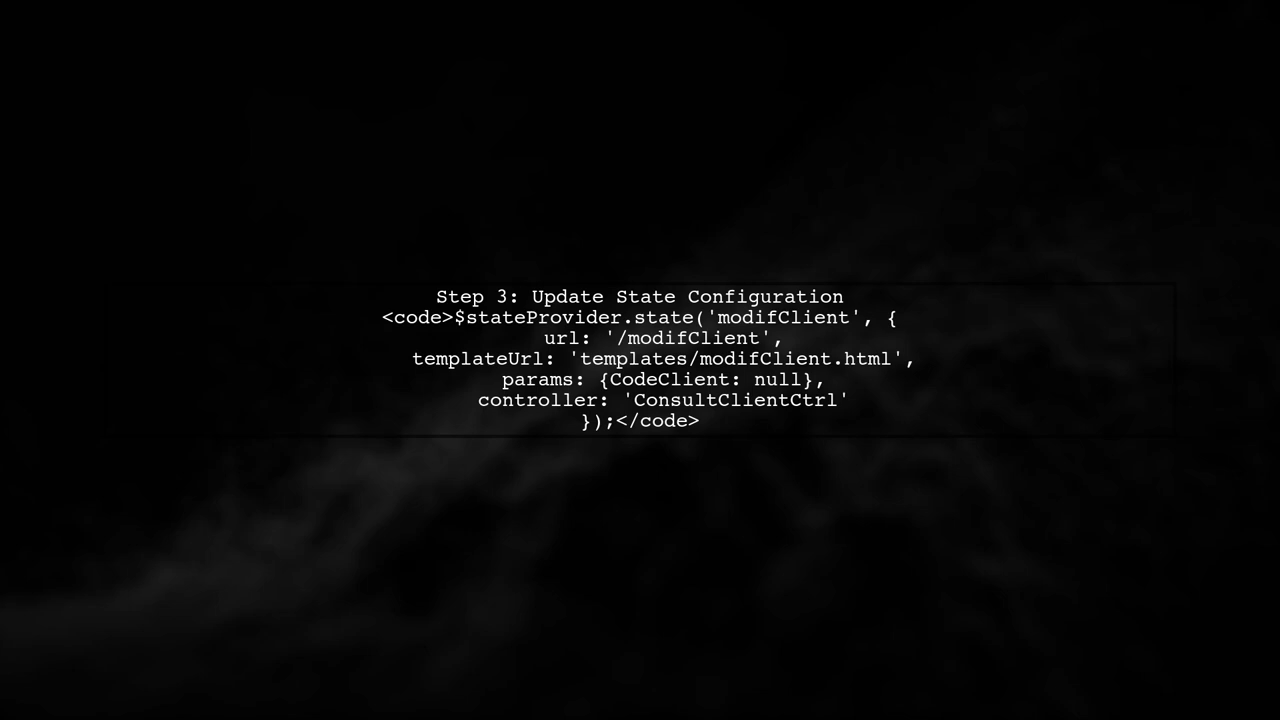 Step 3: Update State Configuration
<code>$stateProvider.state('modifClient', {
url: '/modifClient',
templateUrl: 'templates/modifClient.html',
params: {CodeClient: null},
controller: 'ConsultClientCtrl'
});</code>